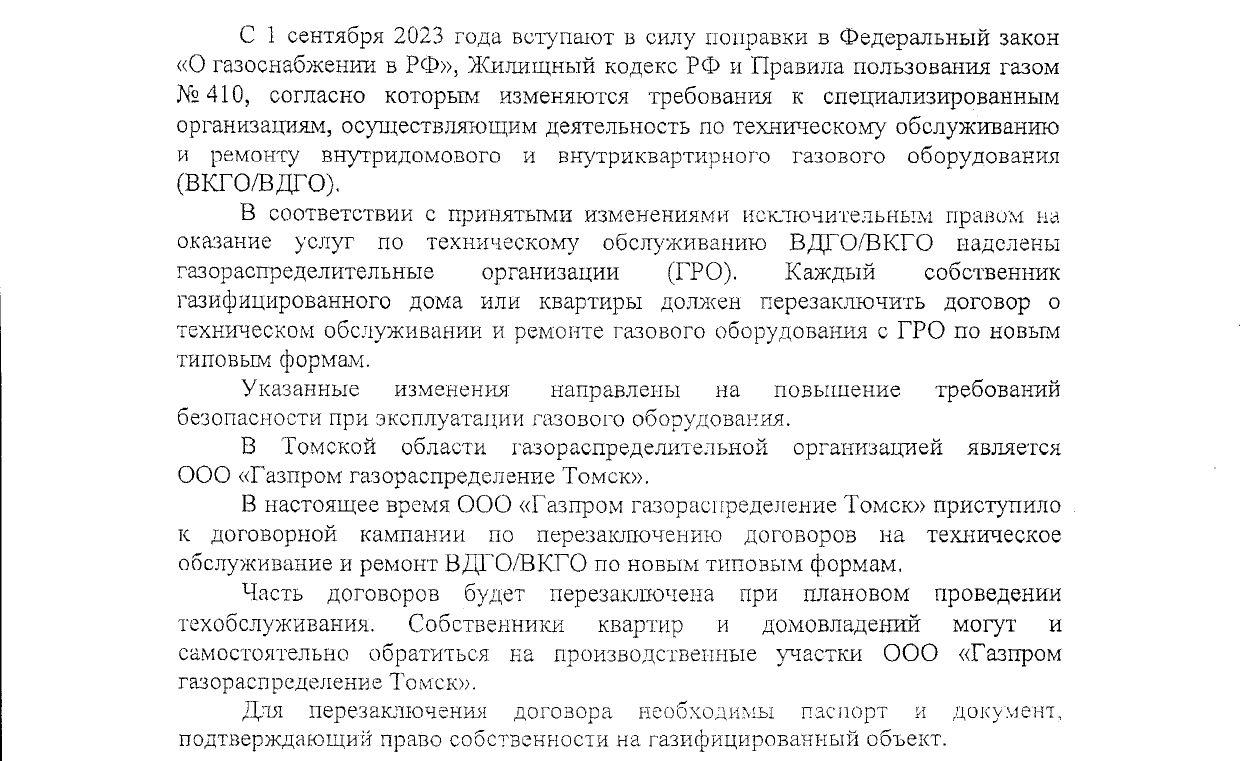 С 1 сентября 2023 года вступают в силу поправки в Федеральный закон
«О газоснабжении в РФ», Жилищный кодекс РФ и Правила пользования газом
№ 410, согласно которым изменяются требования к специализированным
организациям, осуществляющим деятельность по техническому обслуживанию
и ремонту внутридомового и внутриквартирного газового оборудования
(ВКГО/ВДГО).
В соответствии с принятыми изменениями исключительным правом на
оказание услуг по техническому обслуживанию ВДГО/ВКГО наделены
газораспределительные организации (ГРО). Каждый собственник
газифицированного дома или квартиры должен перезаключить договор о
техническом обслуживании и ремонте газового оборудования с ГРО по новым
типовым формам.
Указанные изменения направлены на повышение требований
безопасности при эксплуатации газового оборудования.
В Томской области газораспределительной организацией является
ООО «Газпром газораспределение Томск».
В настоящее время ООО «Газпром газораспределение Томск» приступило
к договорной кампании по перезаключению договоров на техническое
обслуживание и ремонт ВДГО/ВКГО по новым типовым формам.
Часть договоров будет перезаключена при плановом проведении
техобслуживания. Собственники квартир и домовладений могут и
самостоятельно обратиться на производственные участки ООО «Газпром
газораспределение Томск».
Для перезаключения договора необходимы паспорт и документ,
подтверждающий право собственности на газифицированный объект.